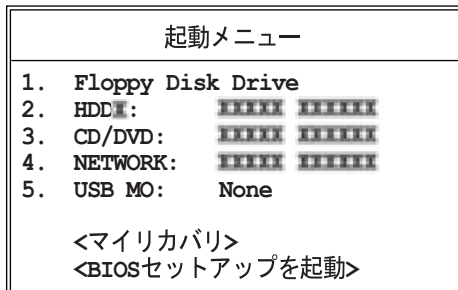 起動メニュー
1. Floppy Disk Drive
2. HDD:
3. CD/DVD:
4. NETWORK:
5. USB MO: None
<マイリカバリ>
<BIOSセットアップを起動>